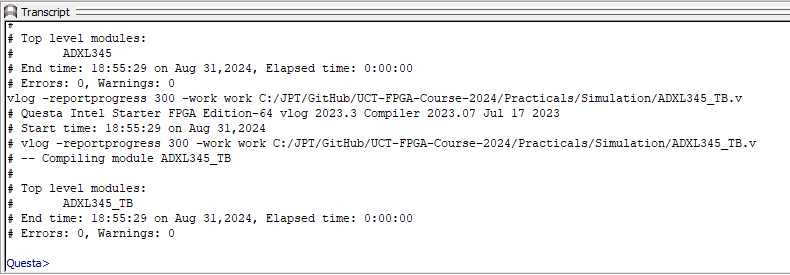 Transcript
#
# Top level modules:
#       ADXL345
# End time: 18:55:29 on Aug 31,2024, Elapsed time: 0:00:00
# Errors: 0, Warnings: 0
vlog -reportprogress 300 -work work C:/JPT/GitHub/UCT-FPGA-Course-2024/Practicals/Simulation/ADXL345_TB.v
# Questa Intel Starter FPGA Edition-64 vlog 2023.3 Compiler 2023.07 Jul 17 2023
# Start time: 18:55:29 on Aug 31,2024
# vlog -reportprogress 300 -work work C:/JPT/GitHub/UCT-FPGA-Course-2024/Practicals/Simulation/ADXL345_TB.v
# -- Compiling module ADXL345_TB
#
# Top level modules:
#       ADXL345_TB
# End time: 18:55:29 on Aug 31,2024, Elapsed time: 0:00:00
# Errors: 0, Warnings: 0
Questa>